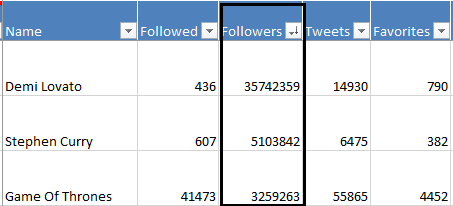 Name Followed Followers Tweets Favorites
Demi Lovato 436 35742359 14930 790
Stephen Curry 607 5103842 6475 382
Game Of Thrones 41473 3259263 55865 4452